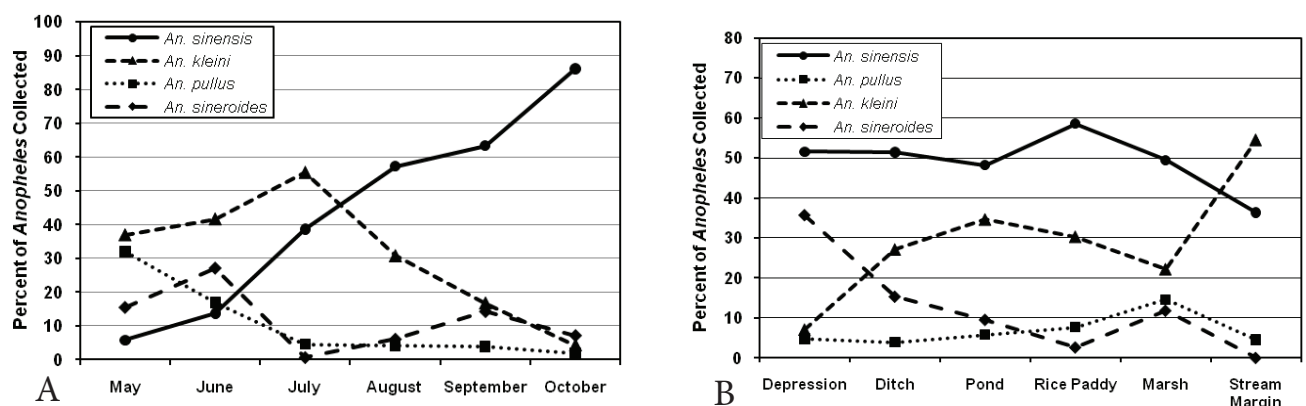 Percent of Anopheles Collected
100
90
80
70
60
50
40
30
20
10
0
An. sinensis
An. kleini
An. pullus
An. sineroides
May June July August September October
A
Percent of Anopheles Collected
80
70
60
50
40
30
20
10
0
An. sinensis
An. pullus
An. kleini
An. sineroides
Depression Ditch Pond Rice Paddy Marsh Stream
Margin
B